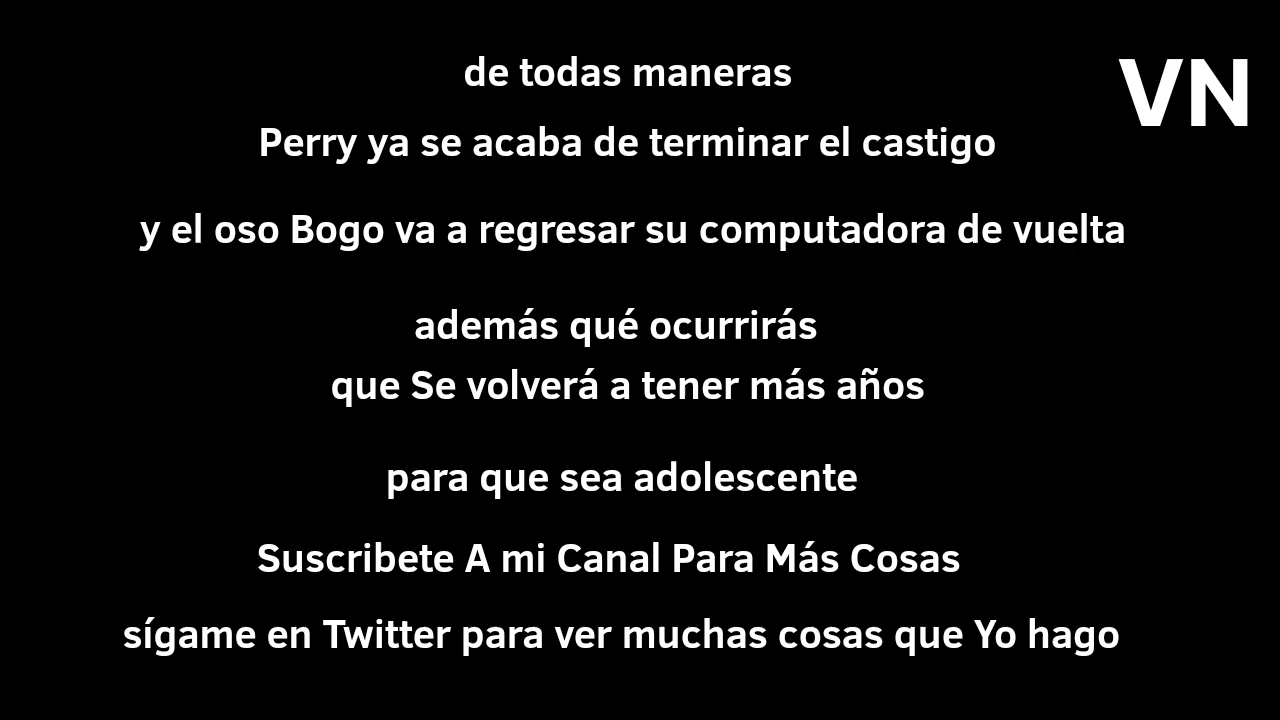 de todas maneras
VN
Perry ya se acaba de terminar el castigo
y el oso Bogo va a regresar su computadora de vuelta
además qué ocurrirás
que Se volverá a tener más años
para que sea adolescente
Suscribete A mi Canal Para Más Cosas
sígame en Twitter para ver muchas cosas que Yo hago